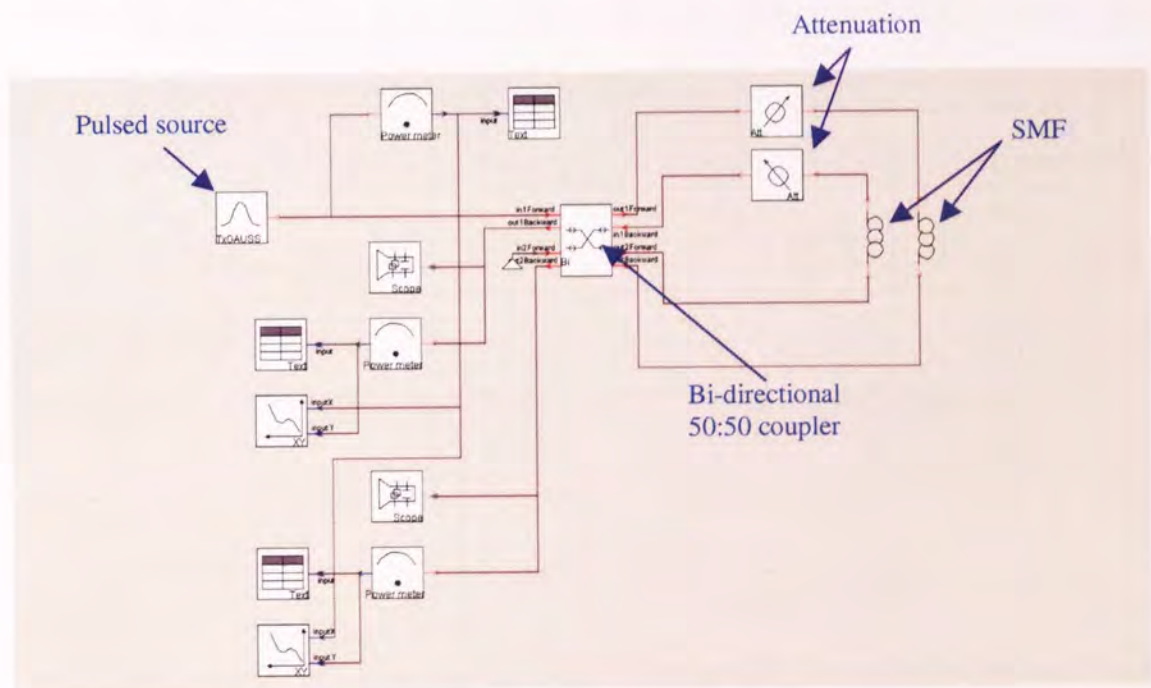 Attenuation
Pulsed source
SMF
Power meter
input
Text
Att.
Att.
TxGAUSS
in1Forward
out1Backward
in2Forward
out1Forward
in1Backward
out2Forward
Bi
Scope
input
Text
Power meter
inputX
inputY
XY
Bi-directional
50:50 coupler
Scope
input
Text
Power meter
inputX
inputY
XY